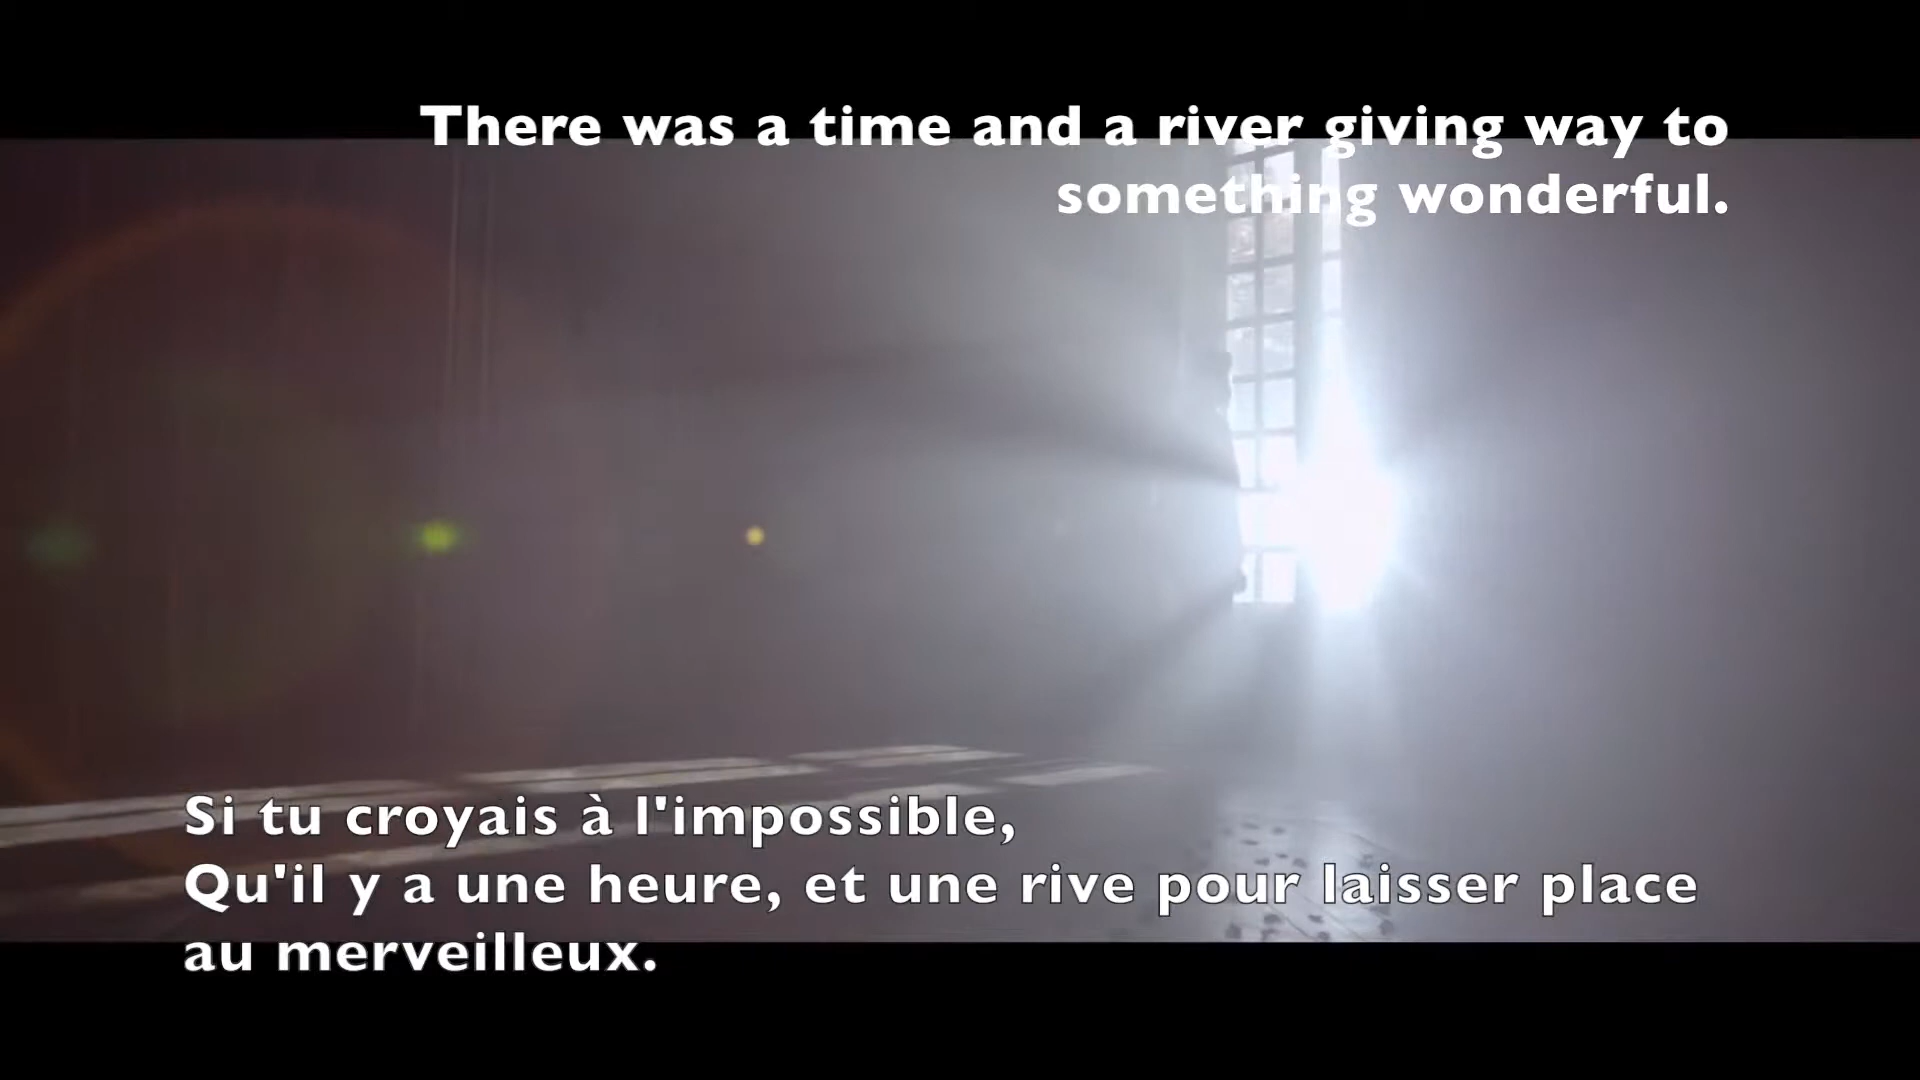 There was a time and a river giving way to
something wonderful.
Si tu croyais à l'impossible,
Qu'il y a une heure, et une rive pour laisser place
au merveilleux.